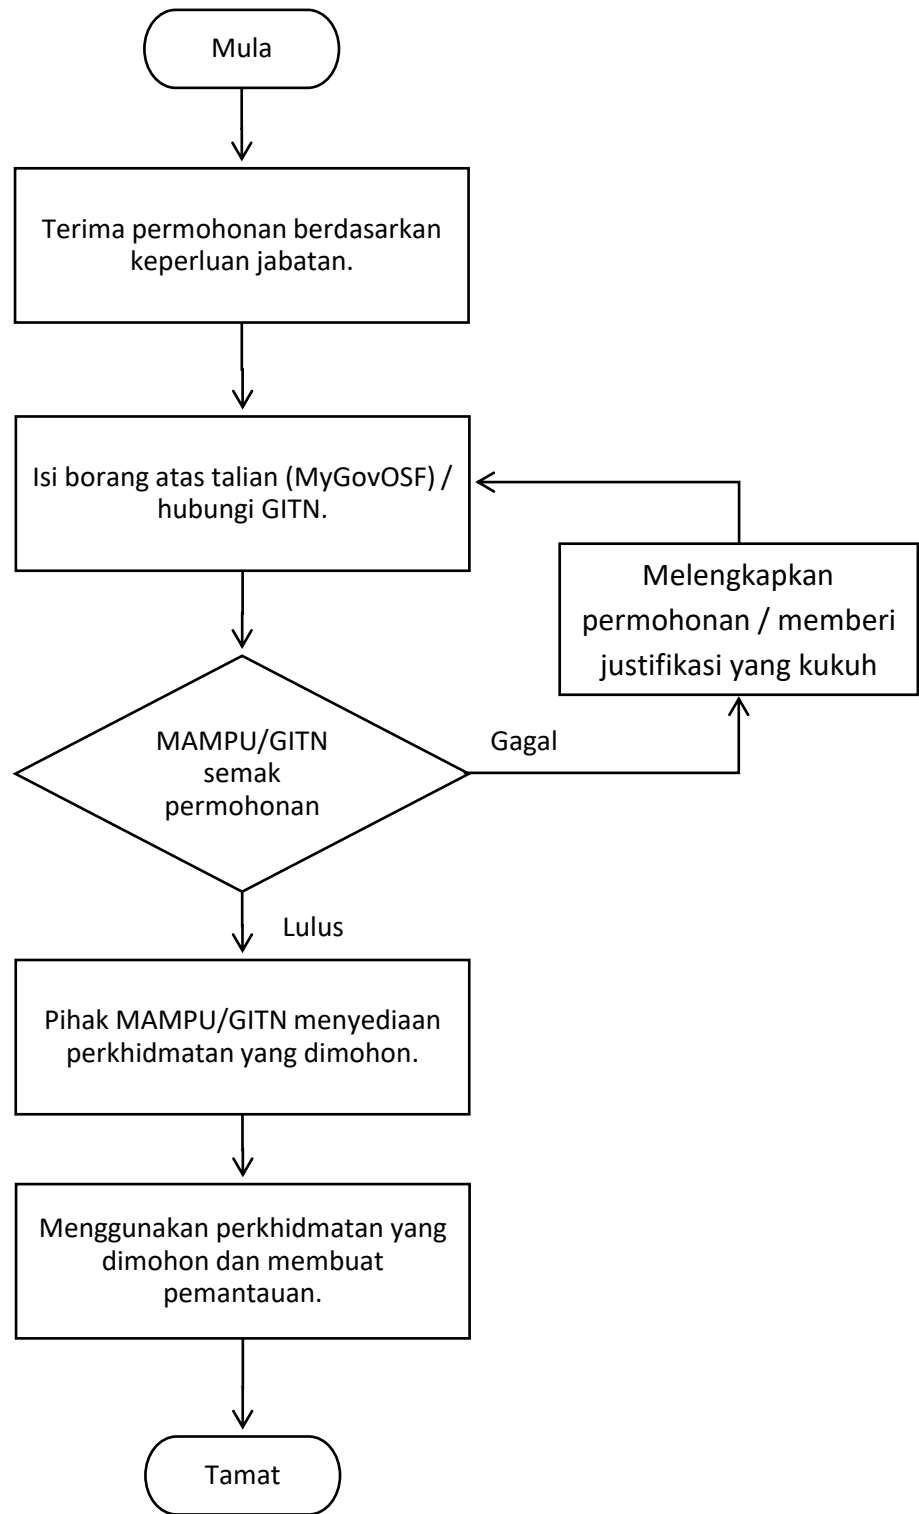 Mula
Terima permohonan berdasarkan
keperluan jabatan.
Isi borang atas talian (MyGovOSF) /
hubungi GITN.
Melengkapkan
permohonan / memberi
justifikasi yang kukuh
MAMPU/GITN
semak
permohonan
Gagal
Lulus
Pihak MAMPU/GITN menyediaan
perkhidmatan yang dimohon.
Menggunakan perkhidmatan yang
dimohon dan membuat
pemantauan.
Tamat